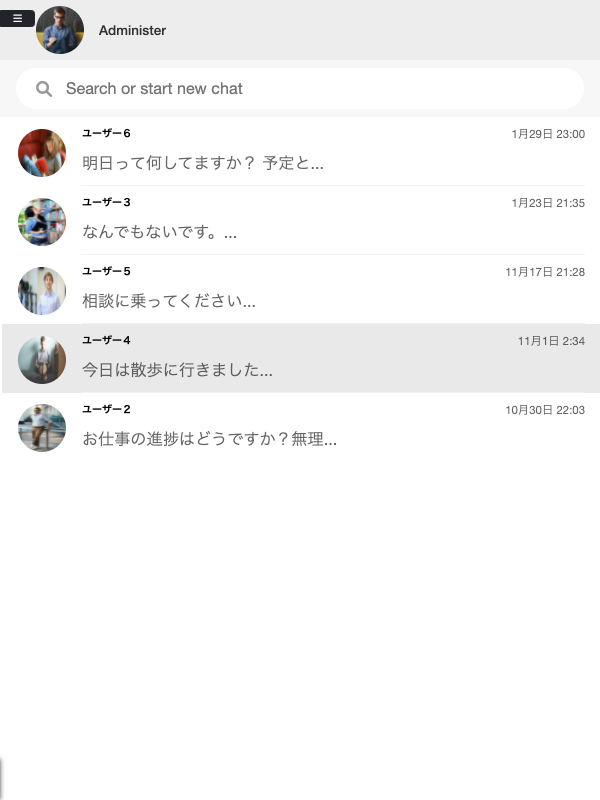 Administer
Search or start new chat
ユーザー6
1月29日 23:00
明日って何してますか？ 予定と...
ユーザー3
1月23日 21:35
なんでもないです。...
ユーザー5
11月17日 21:28
相談に乗ってください...
ユーザー4
11月1日 2:34
今日は散歩に行きました...
ユーザー2
10月30日 22:03
お仕事の進捗はどうですか？無理...